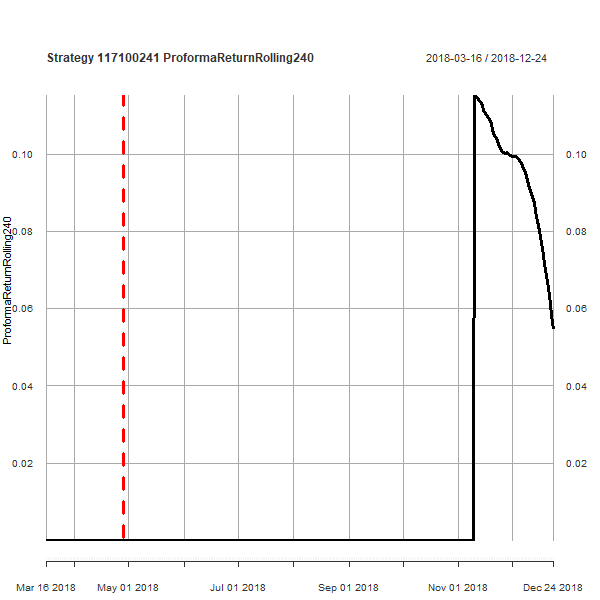 Strategy 117100241 ProformaReturnRolling240
2018-03-16 / 2018-12-24
ProformaReturnRolling240
0.10 0.10
0.08 0.08
0.06 0.06
0.04 0.04
0.02 0.02
Mar 16 2018 May 01 2018 Jul 01 2018 Sep 01 2018 Nov 01 2018 Dec 24 2018